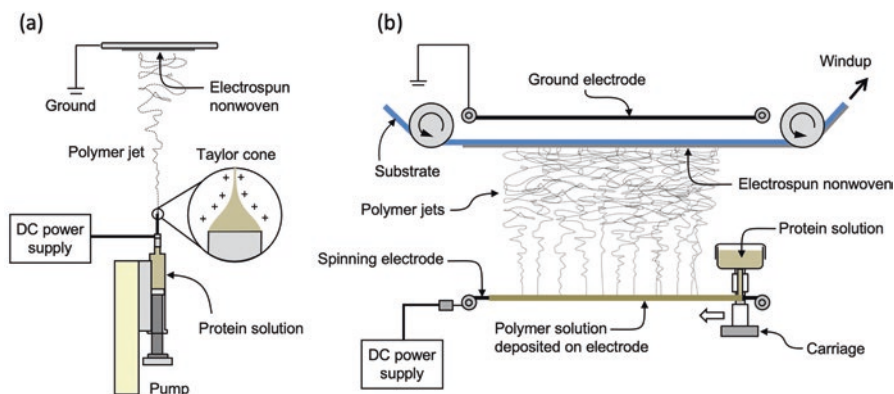 (a)
Ground
Electrospun
nonwoven
Polymer jet
Taylor cone
DC power
supply
Protein solution
Pump
(b)
Windup
Ground electrode
Substrate
Electrospun nonwoven
Polymer jets
Protein solution
Spinning electrode
Polymer solution
deposited on electrode
DC power
supply
Carriage